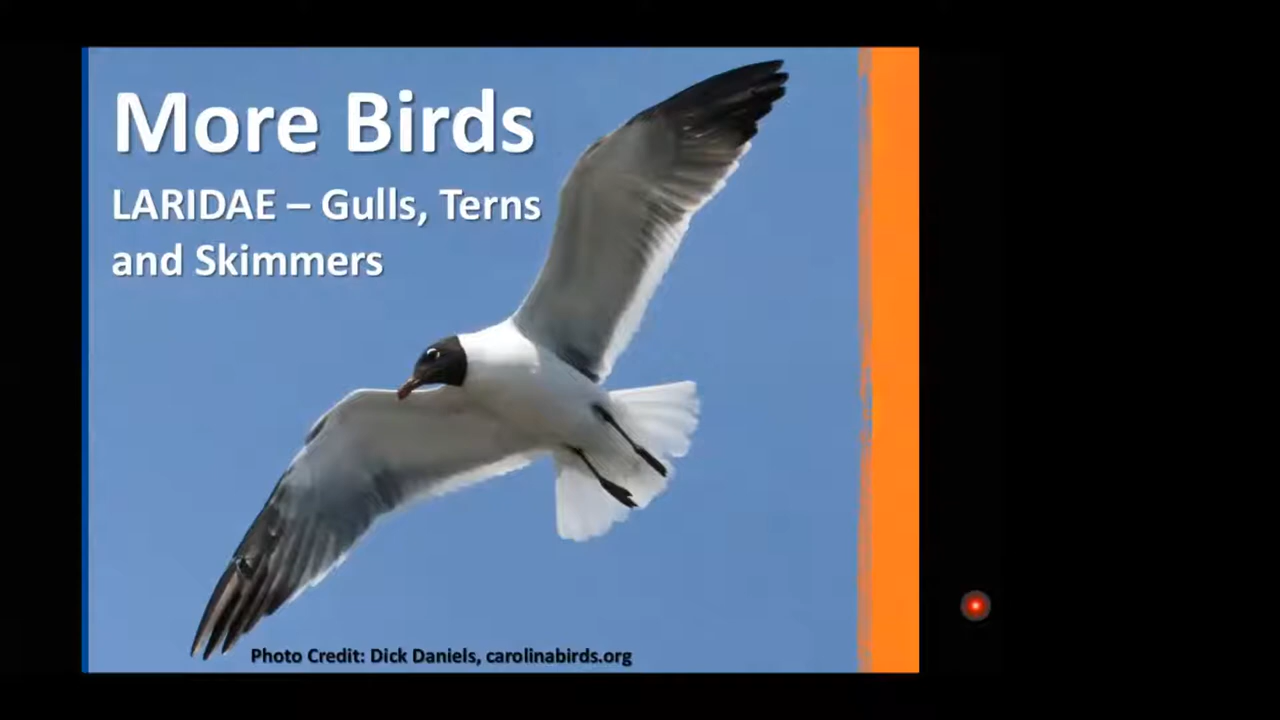 More Birds
LARIDAE – Gulls, Terns
and Skimmers
Photo Credit: Dick Daniels, carolinabirds.org